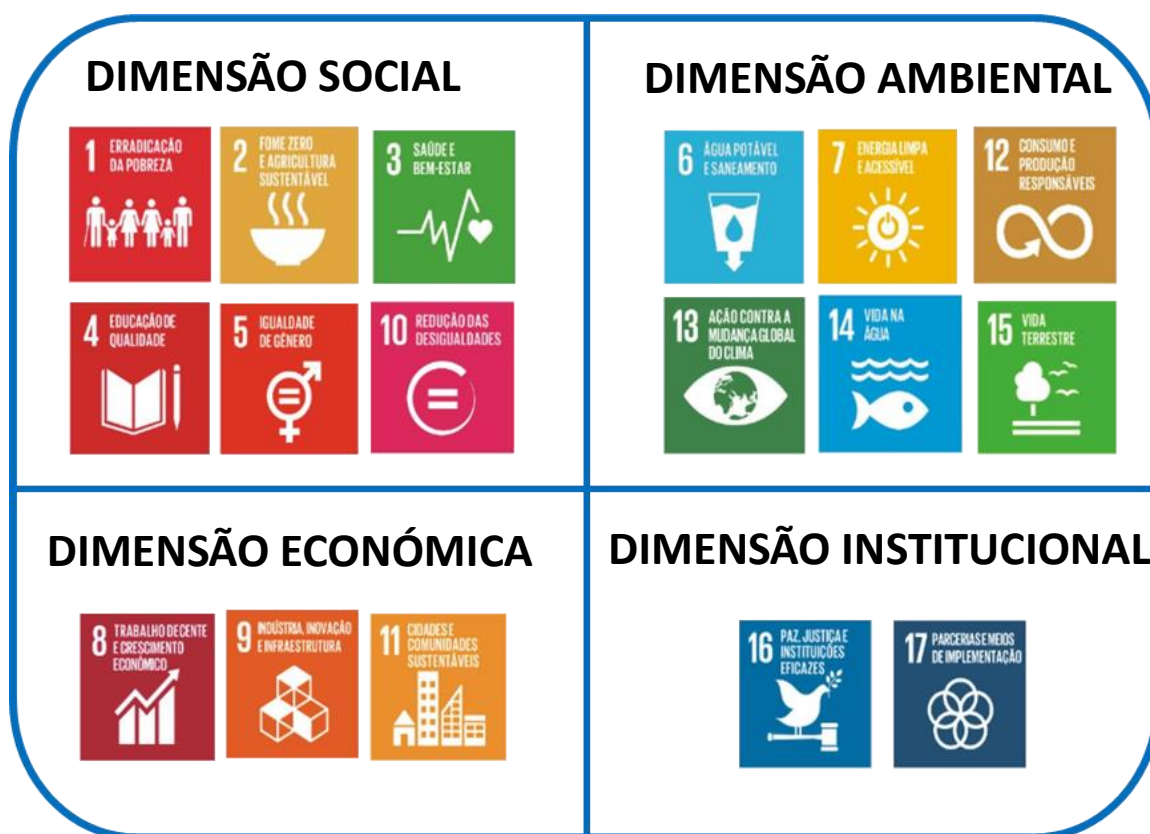 DIMENSÃO SOCIAL
1 ERRADICAÇÃO
DA POBREZA
2 FOME ZERO
E AGRICULTURA
SUSTENTÁVEL
3 SAÚDE E
BEM-ESTAR
4 EDUCAÇÃO DE
QUALIDADE
5 IGUALDADE
DE GÊNERO
10 REDUÇÃO DAS
DESIGUALDADES
DIMENSÃO AMBIENTAL
6 ÁGUA POTÁVEL
E SANEAMENTO
7 ENERGIA LIMPA
E ACESSÍVEL
12 CONSUMO E
PRODUÇÃO
RESPONSÁVEIS
13 AÇÃO CONTRA A
MUDANÇA GLOBAL
DO CLIMA
14 VIDA NA
ÁGUA
15 VIDA
TERRESTRE
DIMENSÃO ECONÓMICA
8 TRABALHO DECENTE
E CRESCIMENTO
ECONÔMICO
9 INDÚSTRIA, INOVAÇÃO
E INFRAESTRUTURA
11 CIDADES E
COMUNIDADES
SUSTENTÁVEIS
DIMENSÃO INSTITUCIONAL
16 PAZ, JUSTIÇA E
INSTITUIÇÕES
EFICAZES
17 PARCERIAS E MEIOS
DE IMPLEMENTAÇÃO